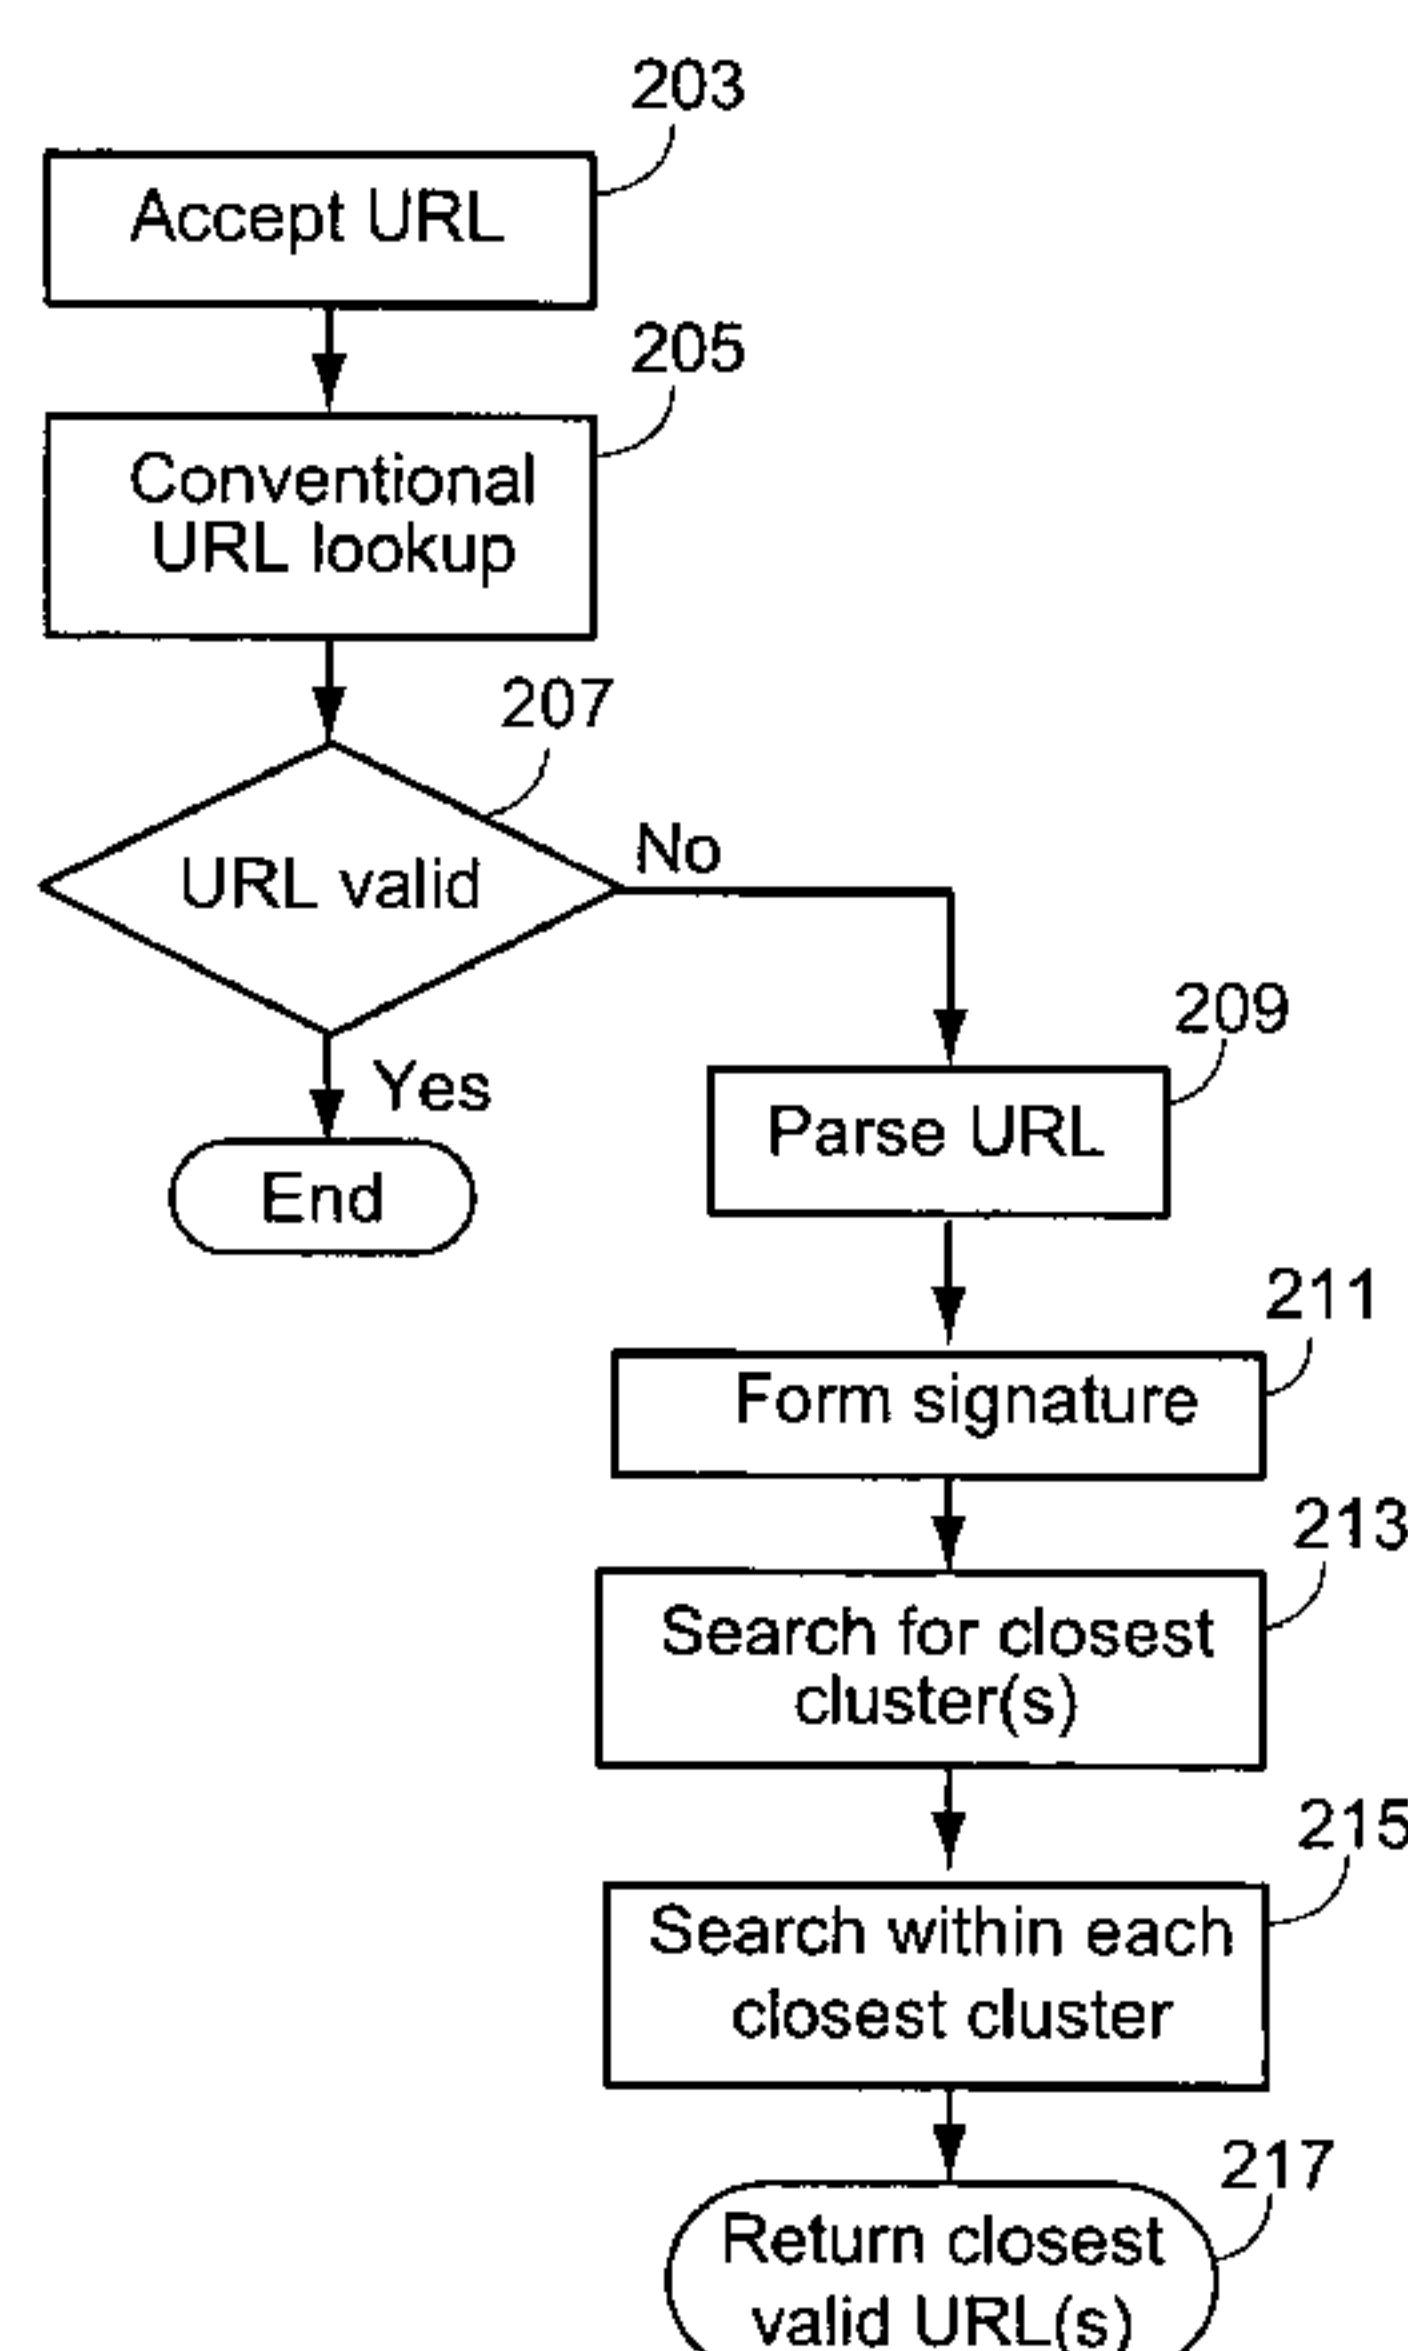 203
Accept URL
205
Conventional
URL lookup
207
URL valid
No
Yes
End
209
Parse URL
211
Form signature
213
Search for closest
cluster(s)
215
Search within each
closest cluster
217
Return closest
valid URL(s)